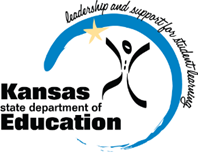 leadership and support for student learning
Kansas
state department of
Education